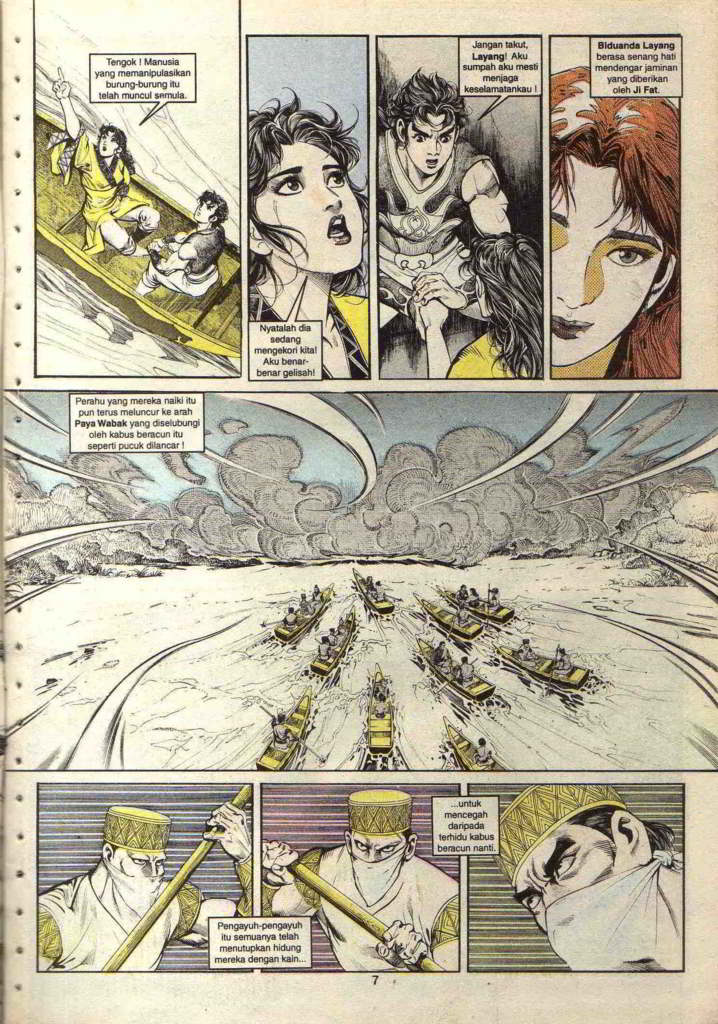 Tengok ! Manusia
yang memanipulasikan
burung-burung itu
telah muncul semula.
Nyatalah dia
sedang
mengekori kita!
Aku benar-
benar gelisah!
Jangan takut,
Layang! Aku
sumpah aku mesti
menjaga
keselamatankau !
Biduanda Layang
berasa senang hati
mendengar jaminan
yang diberikan
oleh Ji Fat.
Perahu yang mereka naiki itu
pun terus meluncur ke arah
Paya Wabak yang diselubungi
oleh kabus beracun itu
seperti pucuk dilancar !
Pengayuh-pengayuh
itu semuanya telah
menutupkan hidung
mereka dengan kain...
...untuk
mencegah
daripada
terhidu kabus
beracun nanti.
7